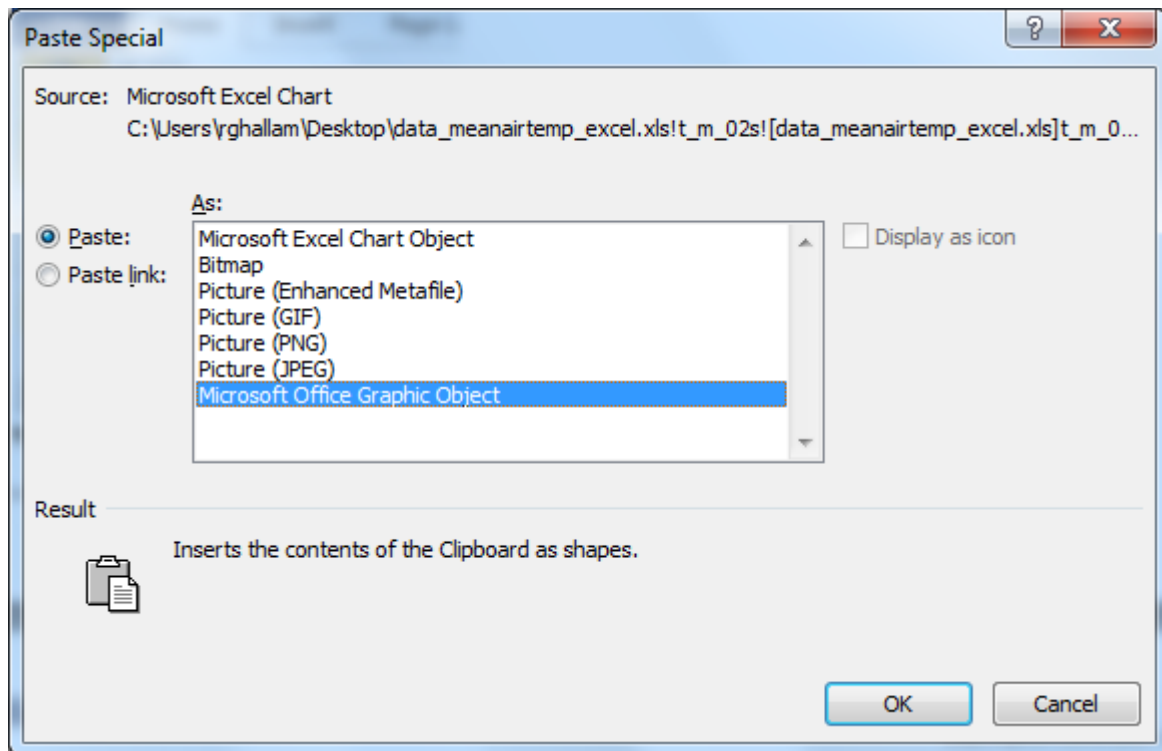 Paste Special
Source: Microsoft Excel Chart
C:\Users\rghallam\Desktop\data_meanairtemp_excel.xls!t_m_02s![data_meanairtemp_excel.xls]t_m_0...
As:
Paste:
Paste link:
Microsoft Excel Chart Object
Bitmap
Picture (Enhanced Metafile)
Picture (GIF)
Picture (PNG)
Picture (JPEG)
Microsoft Office Graphic Object
Display as icon
Result
Inserts the contents of the Clipboard as shapes.
OK Cancel